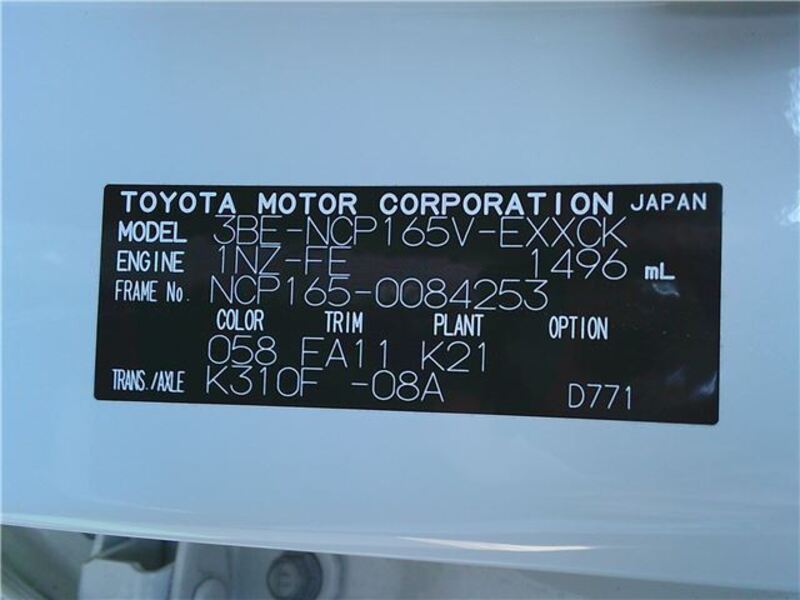 TOYOTA MOTOR CORPORATION JAPAN
MODEL 3BE-NCP165V-EXXCK
ENGINE 1NZ-FE 1496 mL
FRAME No. NCP165-0084253
COLOR TRIM PLANT OPTION
058 FA11 K21
TRANS./AXLE K310F -08A D771